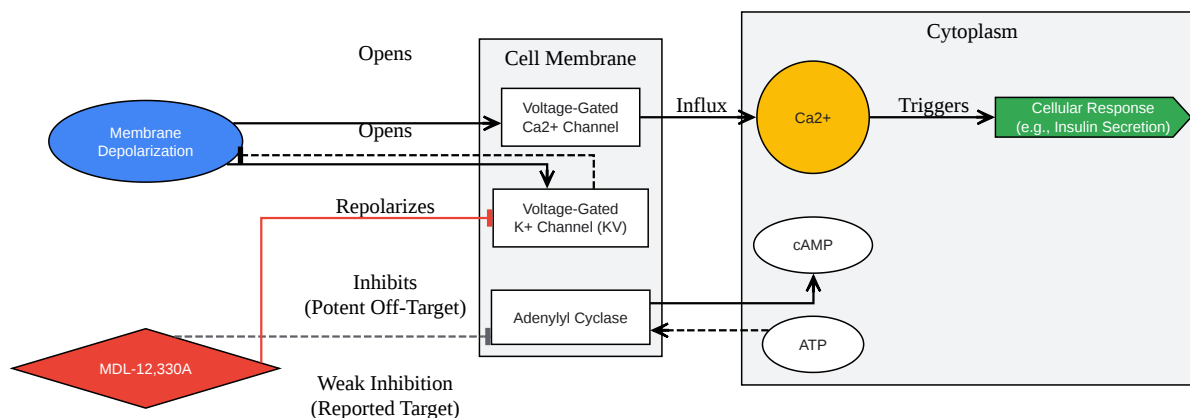 Cytoplasm
Opens
Cell Membrane
Voltage-Gated
Ca2+ Channel
Influx
Ca2+
Triggers
Cellular Response
(e.g., Insulin Secretion)
Membrane
Depolarization
Opens
Repolarizes
Voltage-Gated
K+ Channel (KV)
cAMP
Inhibits
(Potent Off-Target)
Adenylyl Cyclase
ATP
MDL-12,330A
Weak Inhibition
(Reported Target)